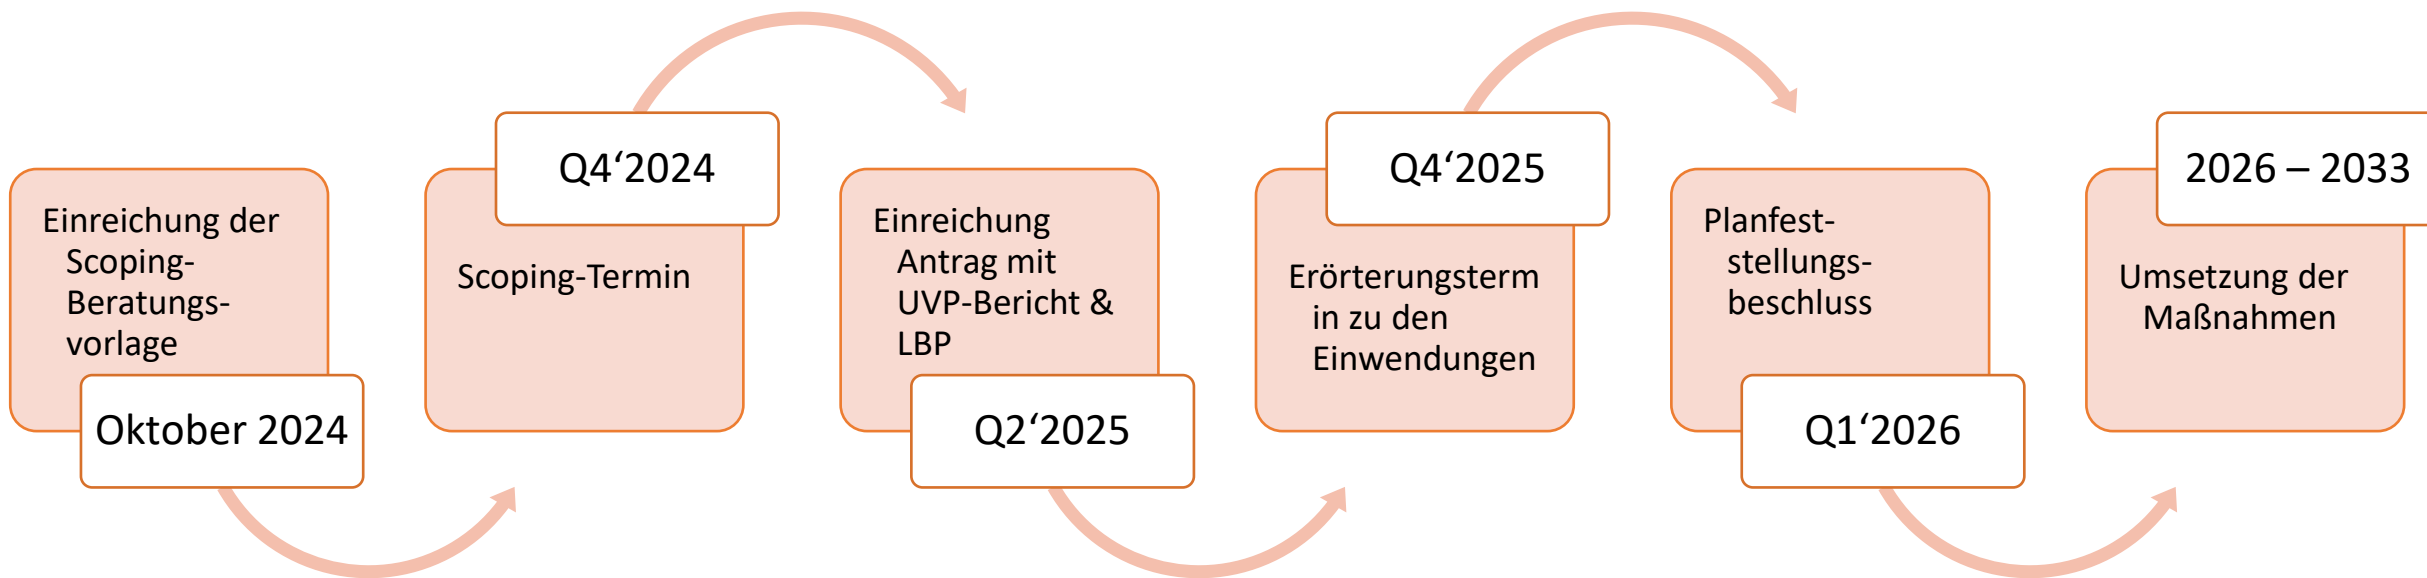 Einreichung der
Scoping-
Beratungs-
vorlage
Oktober 2024
Q4‘2024
Scoping-Termin
Einreichung
Antrag mit
UVP-Bericht &
LBP
Q2‘2025
Q4‘2025
Erörterungsterm
in zu den
Einwendungen
Planfest-
stellungs-
beschluss
Q1‘2026
2026 – 2033
Umsetzung der
Maßnahmen